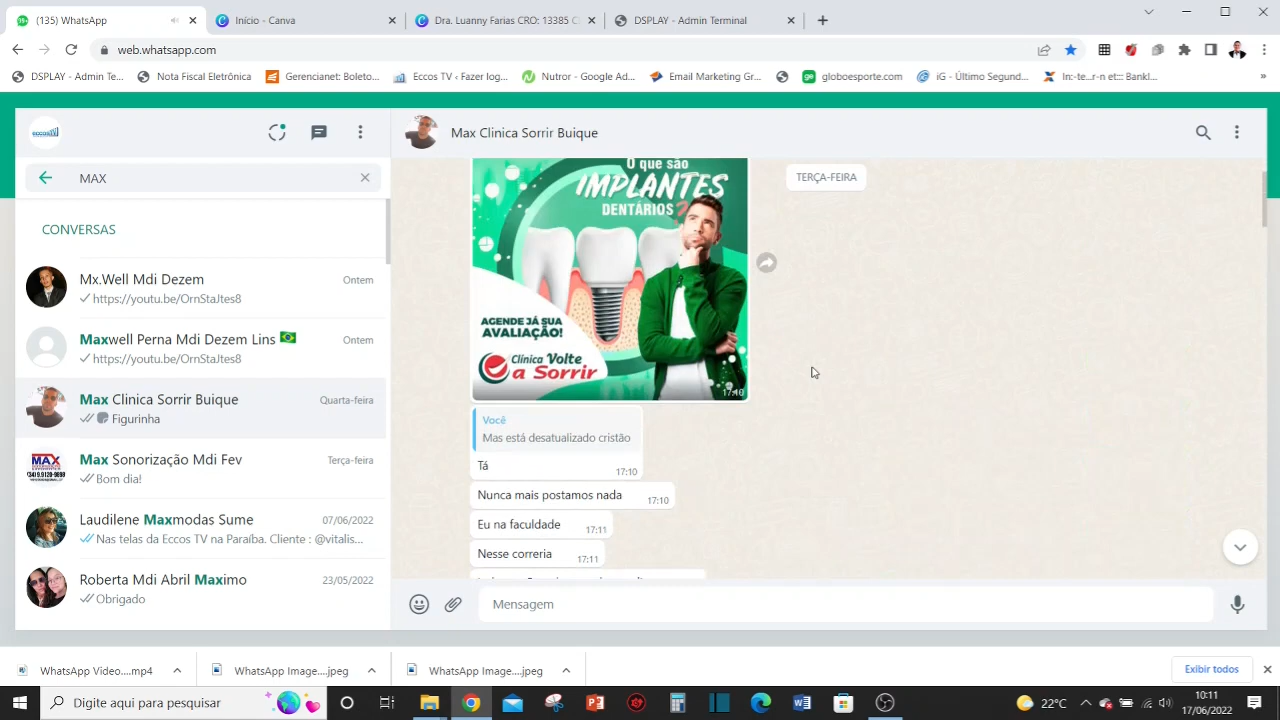 (135) WhatsApp
Início - Canva
Dra. Luanny Farias CRO: 13385 C
DSPLAY - Admin Terminal
web.whatsapp.com
DSPLAY - Admin Te...
Nota Fiscal Eletrônica
Gerencianet: Boleto...
Eccos TV ‹ Fazer log...
Nutror - Google Ad...
Email Marketing Gr...
globoesporte.com
iG - Último Segund...
In:-te...r-n et::: Bankl...
»
MAX
CONVERSAS
Mx.Well Mdi Dezem
Ontem
https://youtu.be/OrnStaJtes8
Maxwell Perna Mdi Dezem Lins
Ontem
https://youtu.be/OrnStaJtes8
Max Clinica Sorrir Buique
Quarta-feira
Figurinha
Max Sonorização Mdi Fev
Terça-feira
Bom dia!
Laudilene Maxmodas Sume
07/06/2022
Nas telas da Eccos TV na Paraíba. Cliente : @vitalis...
Roberta Mdi Abril Maximo
23/05/2022
Obrigado
Max Clinica Sorrir Buique
TERÇA-FEIRA
O que são
IMPLANTES
DENTÁRIOS?
AGENDE JÁ SUA
AVALIAÇÃO!
Clínica Volte
a Sorrir
17:10
Você
Mas está desatualizado cristão
Tá
17:10
Nunca mais postamos nada
17:10
Eu na faculdade
17:11
Nesse correria
17:11
Mensagem
WhatsApp Video....mp4
WhatsApp Image....jpeg
WhatsApp Image....jpeg
Exibir todos
Digite aqui para pesquisar
22°C
10:11
17/06/2022